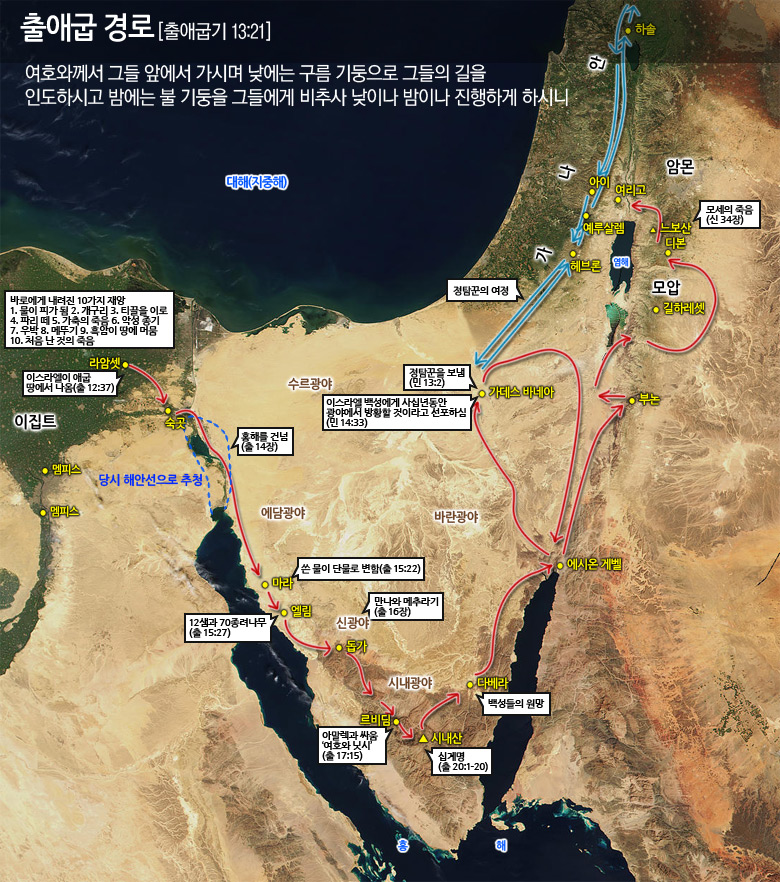 출애굽 경로 [출애굽기 13:21]
여호와께서 그들 앞에서 가시며 낮에는 구름 기둥으로 그들의 길을
인도하시고 밤에는 불 기둥을 그들에게 비추사 낮이나 밤이나 진행하게 하시니
하솔
안
나
가
대해(지중해)
아이
여리고
암몬
예루살렘
느보산
디본
모세의 죽음
(신 34장)
헤브론
염해
모압
길하레셋
정탐꾼의 여정
바로에게 내려진 10가지 재앙
1. 물이 피가 됨 2. 개구리 3. 티끌을 이로
4. 파리 떼 5. 가축의 죽음 6. 악성 종기
7. 우박 8. 메뚜기 9. 흑암이 땅에 머뭄
10. 처음 난 것의 죽음
라암셋
이스라엘이 애굽
땅에서 나옴(출 12:37)
숙곳
이집트
수르광야
정탐꾼을 보냄
(민 13:2)
가데스 바네아
이스라엘 백성에게 사십년동안
광야에서 방황할 것이라고 선포하심
(민 14:33)
부논
홍해를 건넘
(출 14장)
멤피스
당시 해안선으로 추청
멤피스
에담광야
바란광야
에시온 게벨
쓴 물이 단물로 변함(출 15:22)
마라
엘림
12샘과 70종려나무
(출 15:27)
만나와 메추라기
(출 16장)
신광야
돕가
시내광야
다베라
백성들의 원망
르비딤
아말렉과 싸움
'여호와 닛시'
(출 17:15)
시내산
십계명
(출 20:1-20)
홍
해